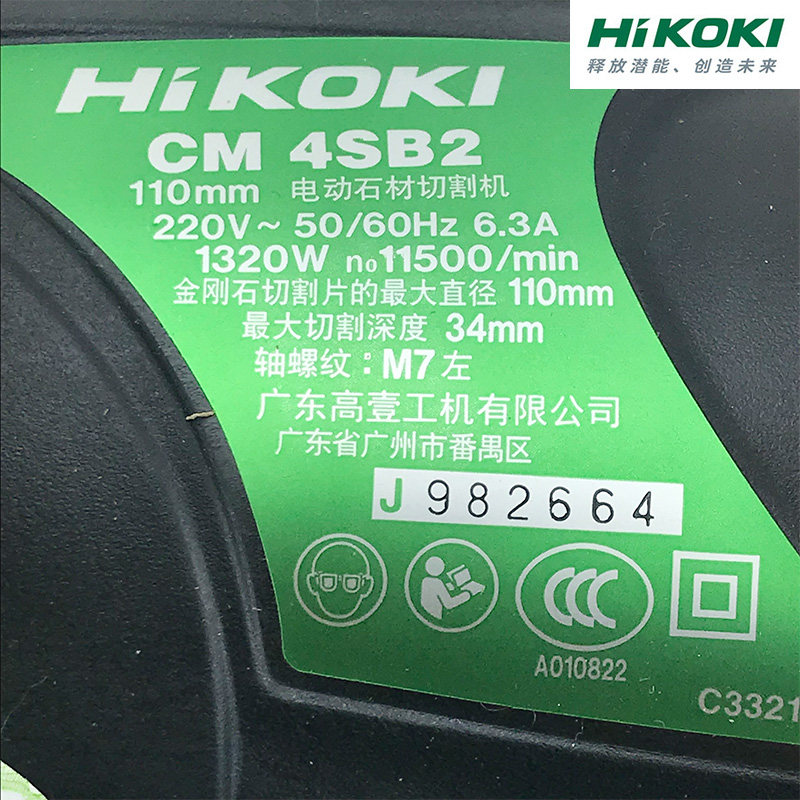 HiKOKI
释放潜能、创造未来
HiKOKI
CM 4SB2
110mm 电动石材切割机
220V～ 50/60Hz 6.3A
1320W n₀11500/min
金刚石切割片的最大直径 110mm
最大切割深度 34mm
轴螺纹：M7左
广东高壹工机有限公司
广东省广州市番禺区
J 982664
CCC
A010822
C3321